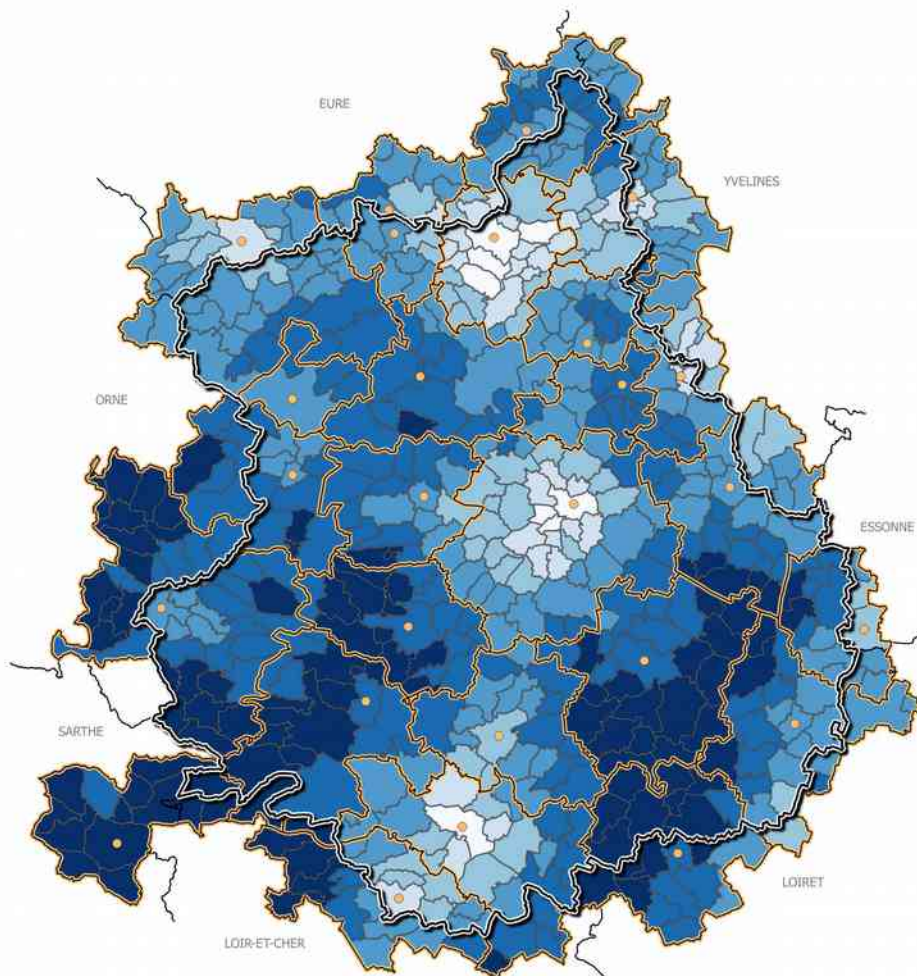 EURE
YVELINES
ORNE
ESSONNE
SARTHE
LOIRET
LOIR-ET-CHER